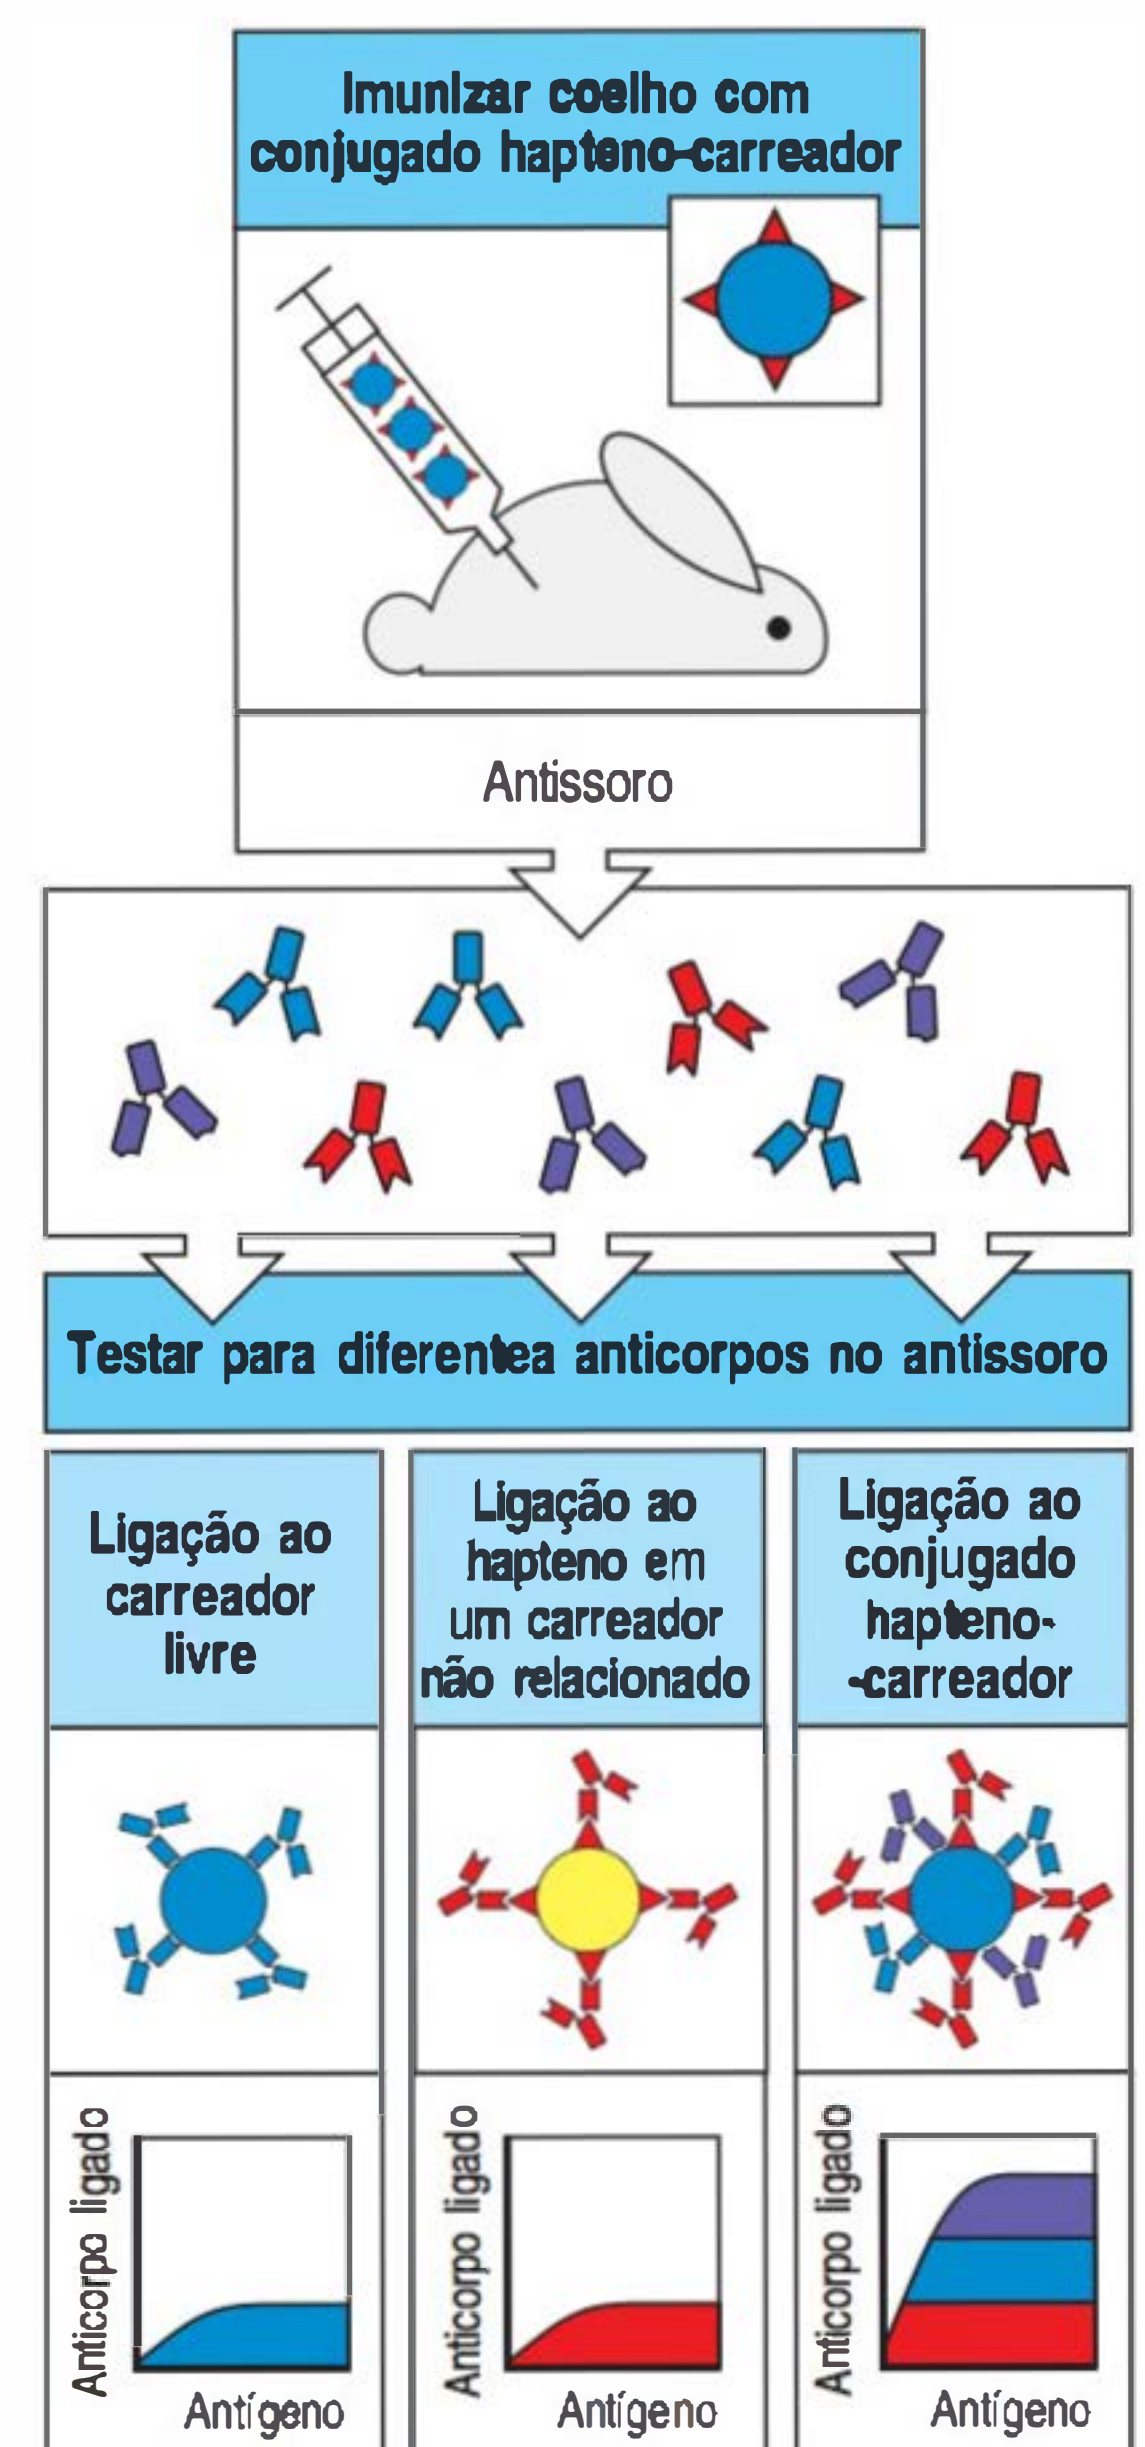 Imunizar coelho com
conjugado hapteno-carreador
Antissoro
Testar para diferentea anticorpos no antissoro
Ligação ao
carreador
livre
Ligação ao
hapteno em
um carreador
não relacionado
Ligação ao
conjugado
hapteno-
-carreador
Anticorpo ligado
Antígeno
Anticorpo ligado
Antígeno
Anticorpo ligado
Antígeno